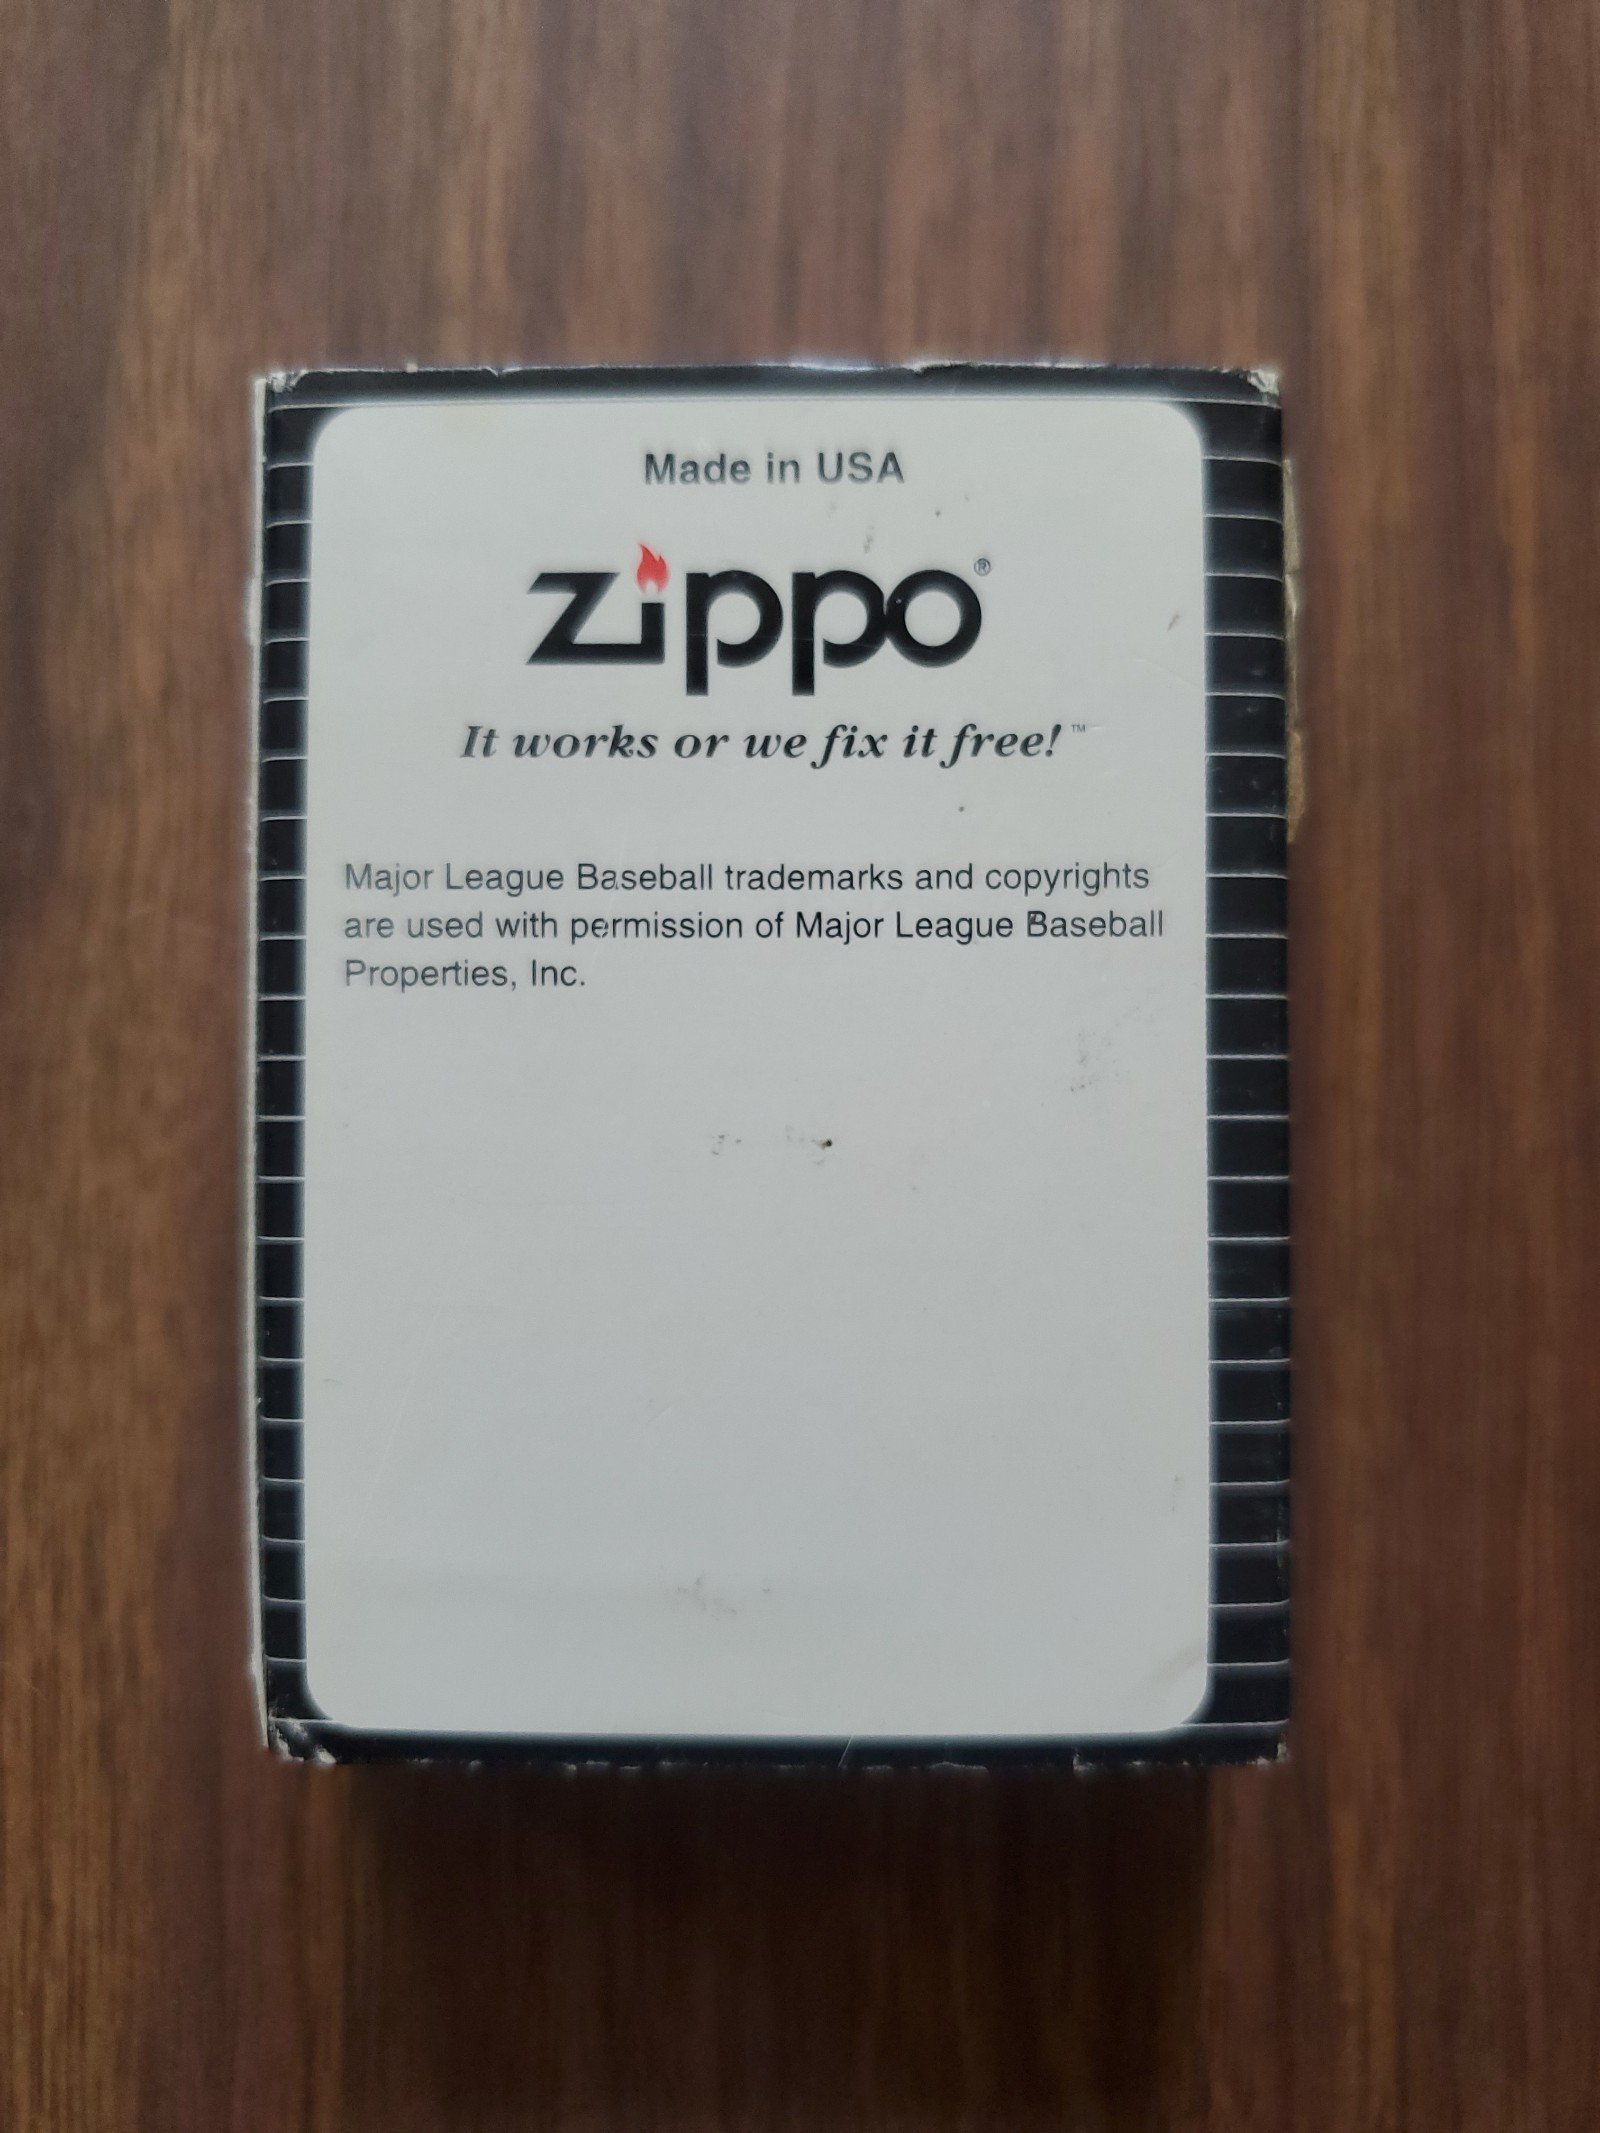 Made in USA
zippo®
It works or we fix it free!™
Major League Baseball trademarks and copyrights
are used with permission of Major League Baseball
Properties, Inc.